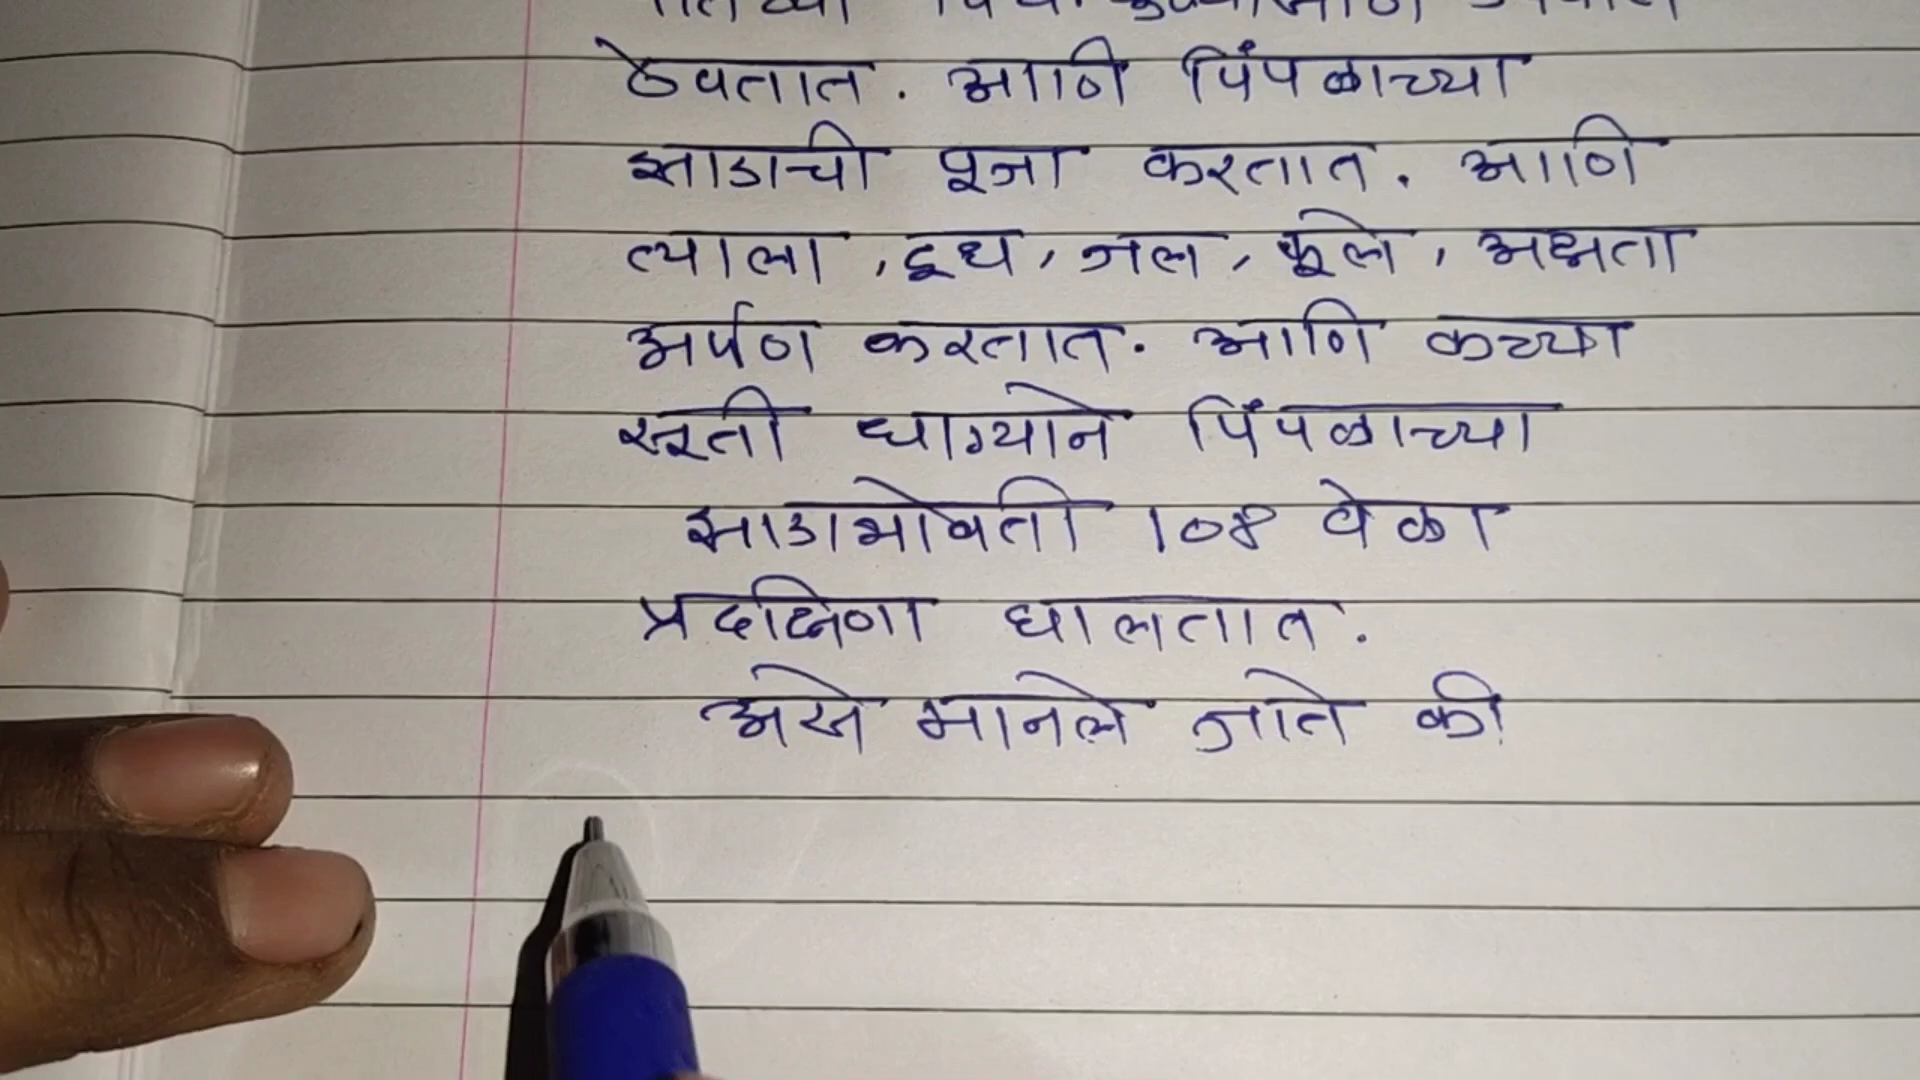 ठेवतात. आणि पिंपळाच्या
झाडाची पूजा करतात. आणि
त्याला, दूध, जल, फूले, अक्षता
अर्पण करतात. आणि कच्च्या
सूती धाग्याने पिंपळाच्या
झाडाभोवती 108 वेळा
प्रदक्षिणा घालतात.
असे मानले जाते की